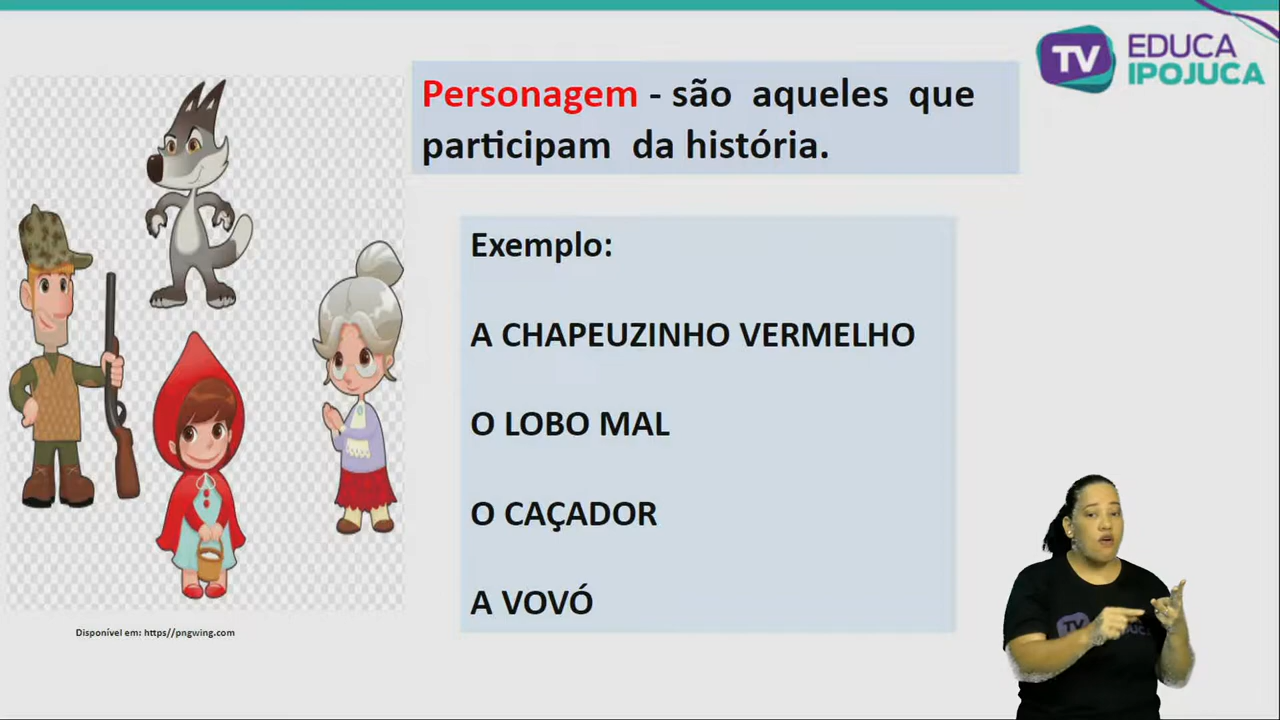 TV EDUCA
IPOJUCA
Personagem - são aqueles que
participam da história.
Exemplo:
A CHAPEUZINHO VERMELHO
O LOBO MAL
O CAÇADOR
A VOVÓ
Disponível em: https//pngwing.com
TV